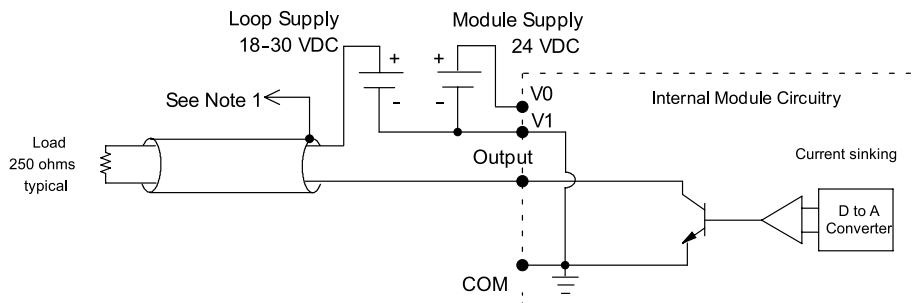 Loop Supply
18-30 VDC
Module Supply
24 VDC
+
-
+
-
See Note 1
V0
V1
Internal Module Circuitry
Load
250 ohms
typical
Output
Current sinking
D to A
Converter
COM